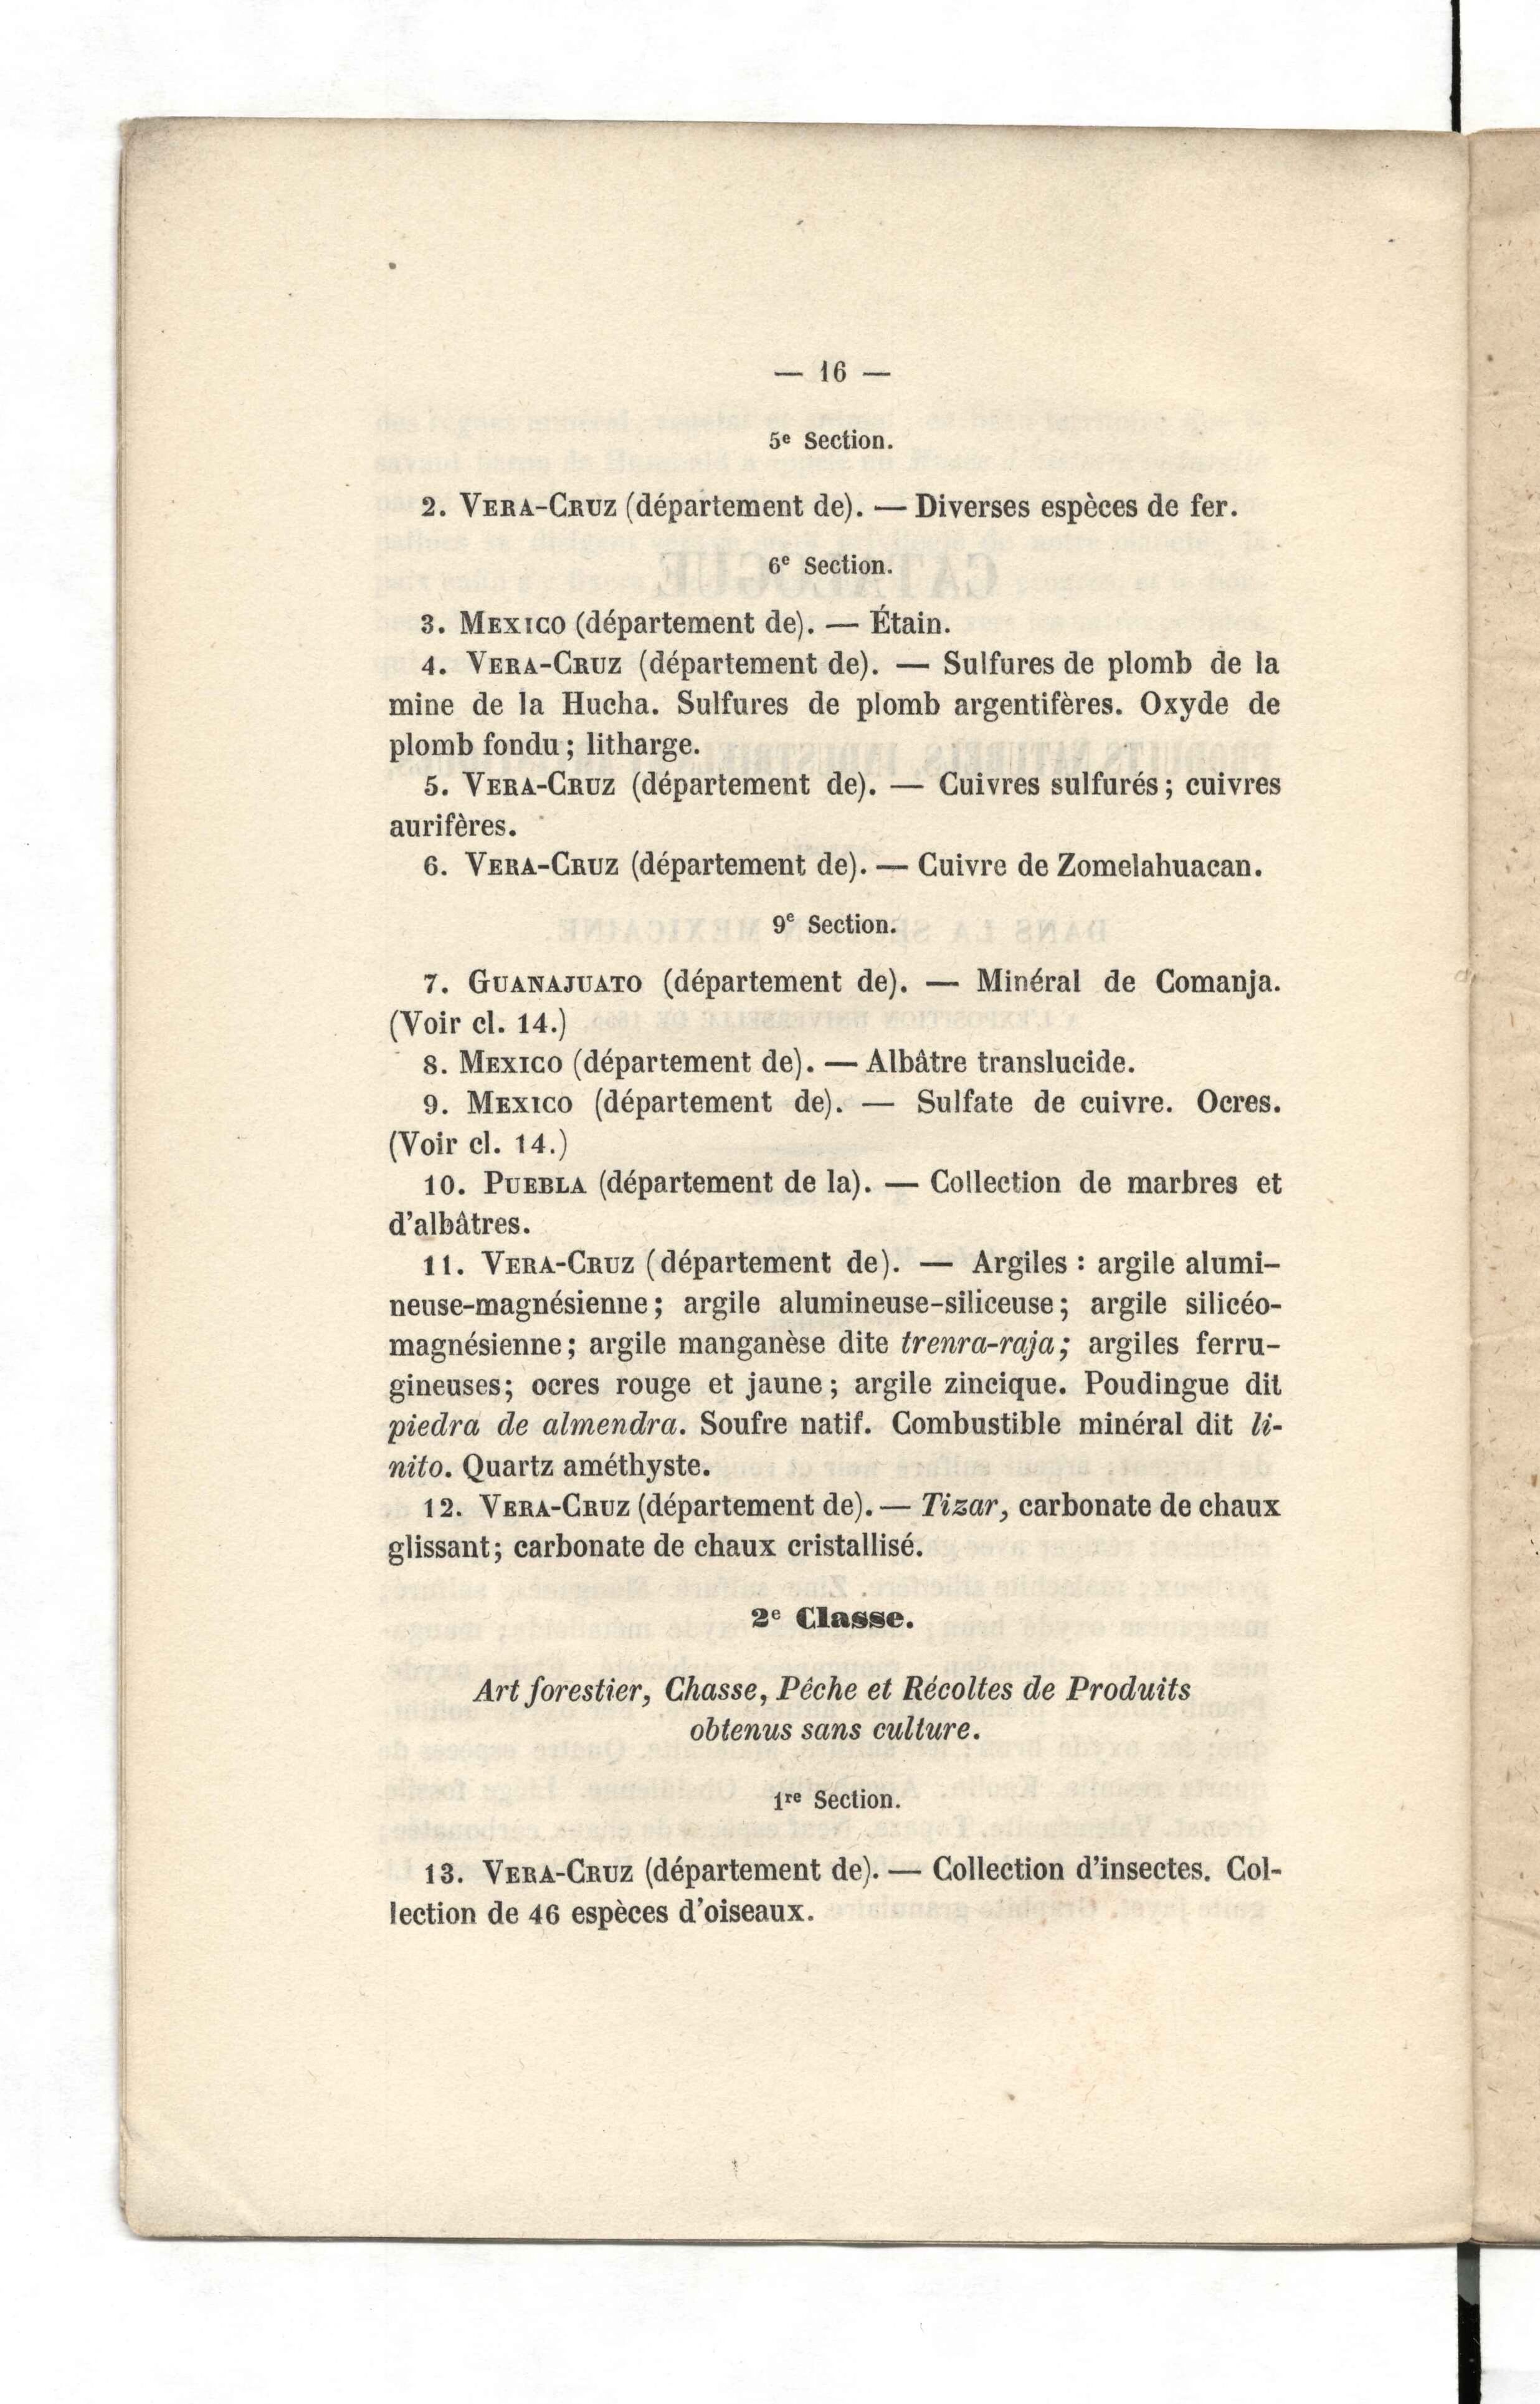 — 16 —
5e Section.
2. VERA-CRUZ (département de). — Diverses espèces de fer.
6e Section.
3. MEXICO (département de). — Étain.
4. VERA-CRUZ (département de). — Sulfures de plomb de la
mine de la Hucha. Sulfures de plomb argentifères. Oxyde de
plomb fondu; litharge.
5. VERA-CRUZ (département de). — Cuivres sulfurés; cuivres
aurifères.
6. VERA-CRUZ (département de). — Cuivre de Zomelahuacan.
9e Section.
7. GUANAJUATO (département de). — Minéral de Comanja.
(Voir cl. 14.)
8. MEXICO (département de). — Albâtre translucide.
9. MEXICO (département de). — Sulfate de cuivre. Ocres.
(Voir cl. 14.)
10. PUEBLA (département de la). — Collection de marbres et
d'albâtres.
11. VERA-CRUZ (département de). — Argiles : argile alumi-
neuse-magnésienne; argile alumineuse-siliceuse; argile silicéo-
magnésienne; argile manganèse dite trenra-raja; argiles ferru-
gineuses; ocres rouge et jaune; argile zincique. Poudingue dit
piedra de almendra. Soufre natif. Combustible minéral dit li-
nito. Quartz améthyste.
12. VERA-CRUZ (département de). — Tizar, carbonate de chaux
glissant; carbonate de chaux cristallisé.
2e Classe.
Art forestier, Chasse, Pêche et Récoltes de Produits
obtenus sans culture.
1re Section.
13. VERA-CRUZ (département de). — Collection d'insectes. Col-
lection de 46 espèces d'oiseaux.